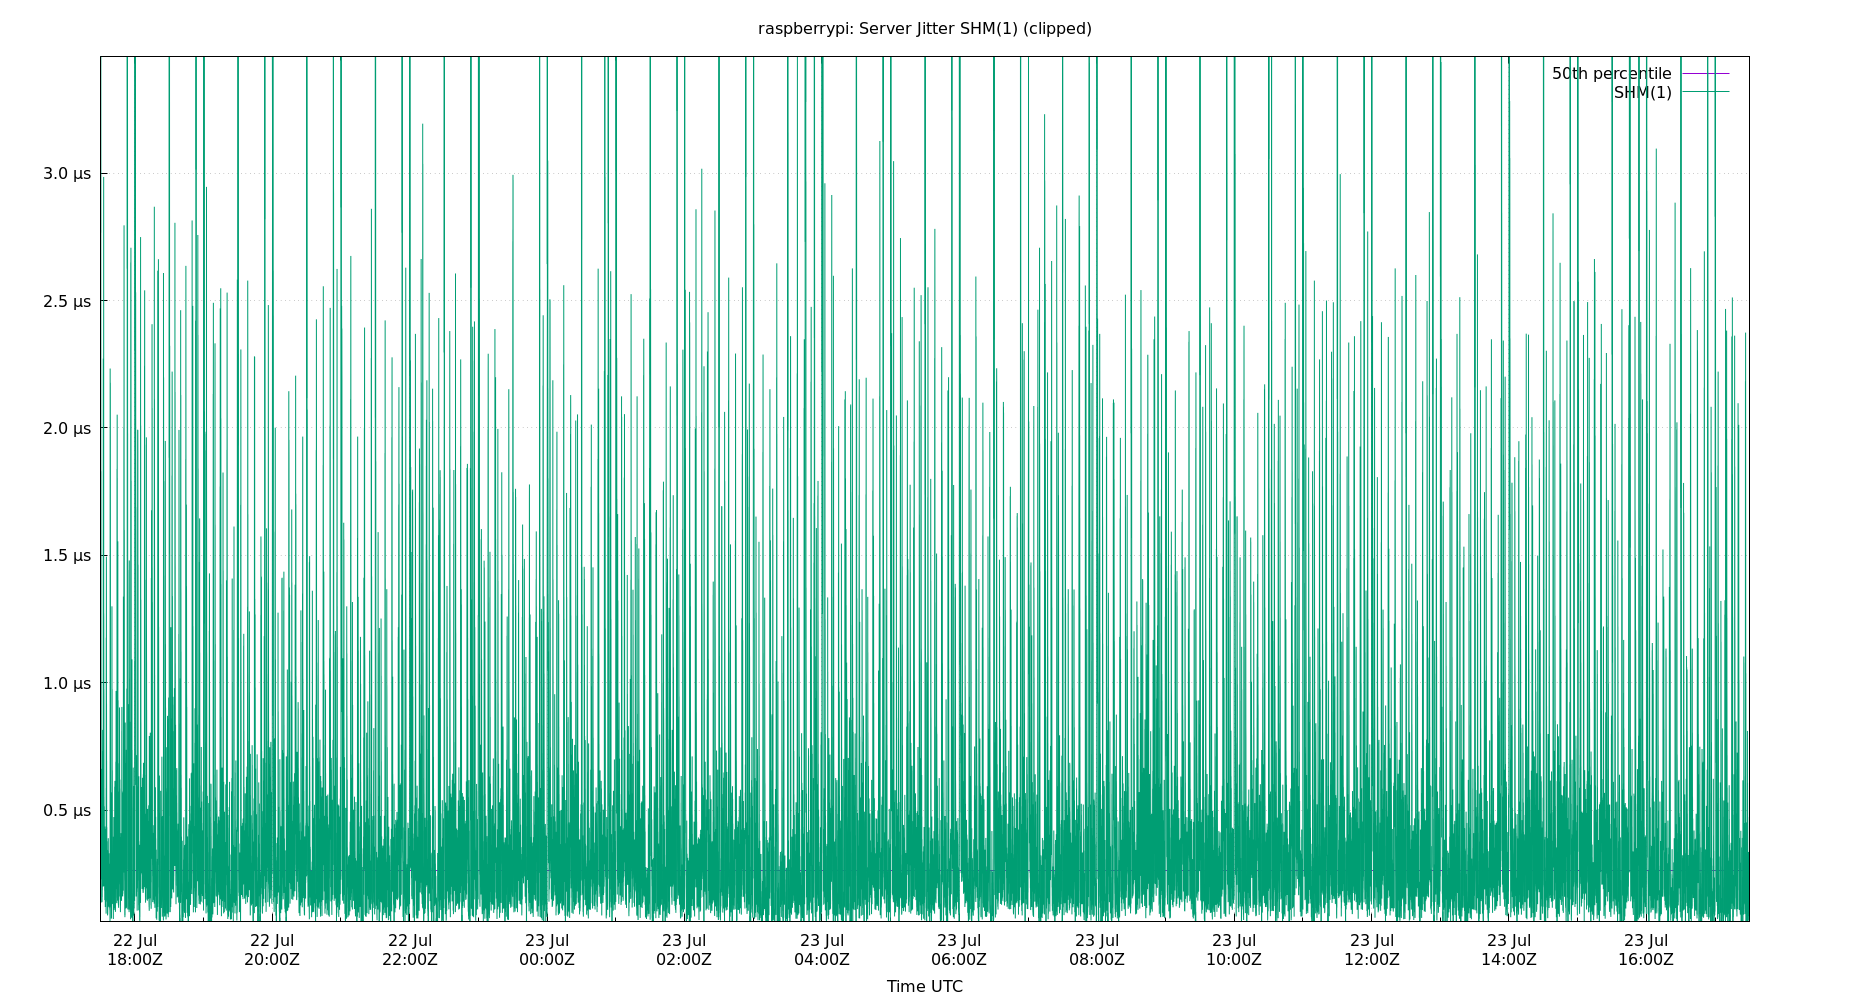 raspberrypi: Server Jitter SHM(1) (clipped)
50th percentile
SHM(1)
3.0 µs
2.5 µs
2.0 µs
1.5 µs
1.0 µs
0.5 µs
22 Jul 22 Jul 22 Jul 23 Jul 23 Jul 23 Jul 23 Jul 23 Jul 23 Jul 23 Jul 23 Jul 23 Jul
18:00Z 20:00Z 22:00Z 00:00Z 02:00Z 04:00Z 06:00Z 08:00Z 10:00Z 12:00Z 14:00Z 16:00Z
Time UTC